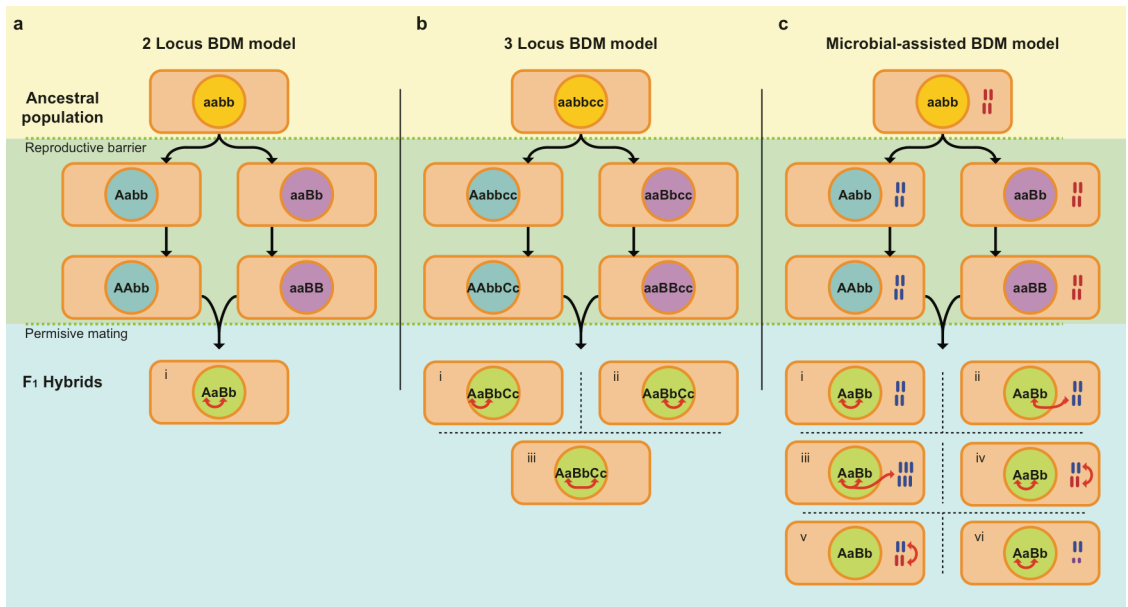 a
2 Locus BDM model
b
3 Locus BDM model
c
Microbial-assisted BDM model
Ancestral
population
aabb
aabbcc
aabb
Reproductive barrier
Aabb
aaBb
Aabbcc
aaBbcc
Aabb
aaBb
AAbb
aaBB
AAbbCc
aaBBcc
AAbb
aaBB
Permisive mating
F1 Hybrids
i
AaBb
i
AaBbCc
ii
AaBbCc
i
AaBb
ii
AaBb
iii
AaBbCc
iii
AaBb
iv
AaBb
v
AaBb
vi
AaBb